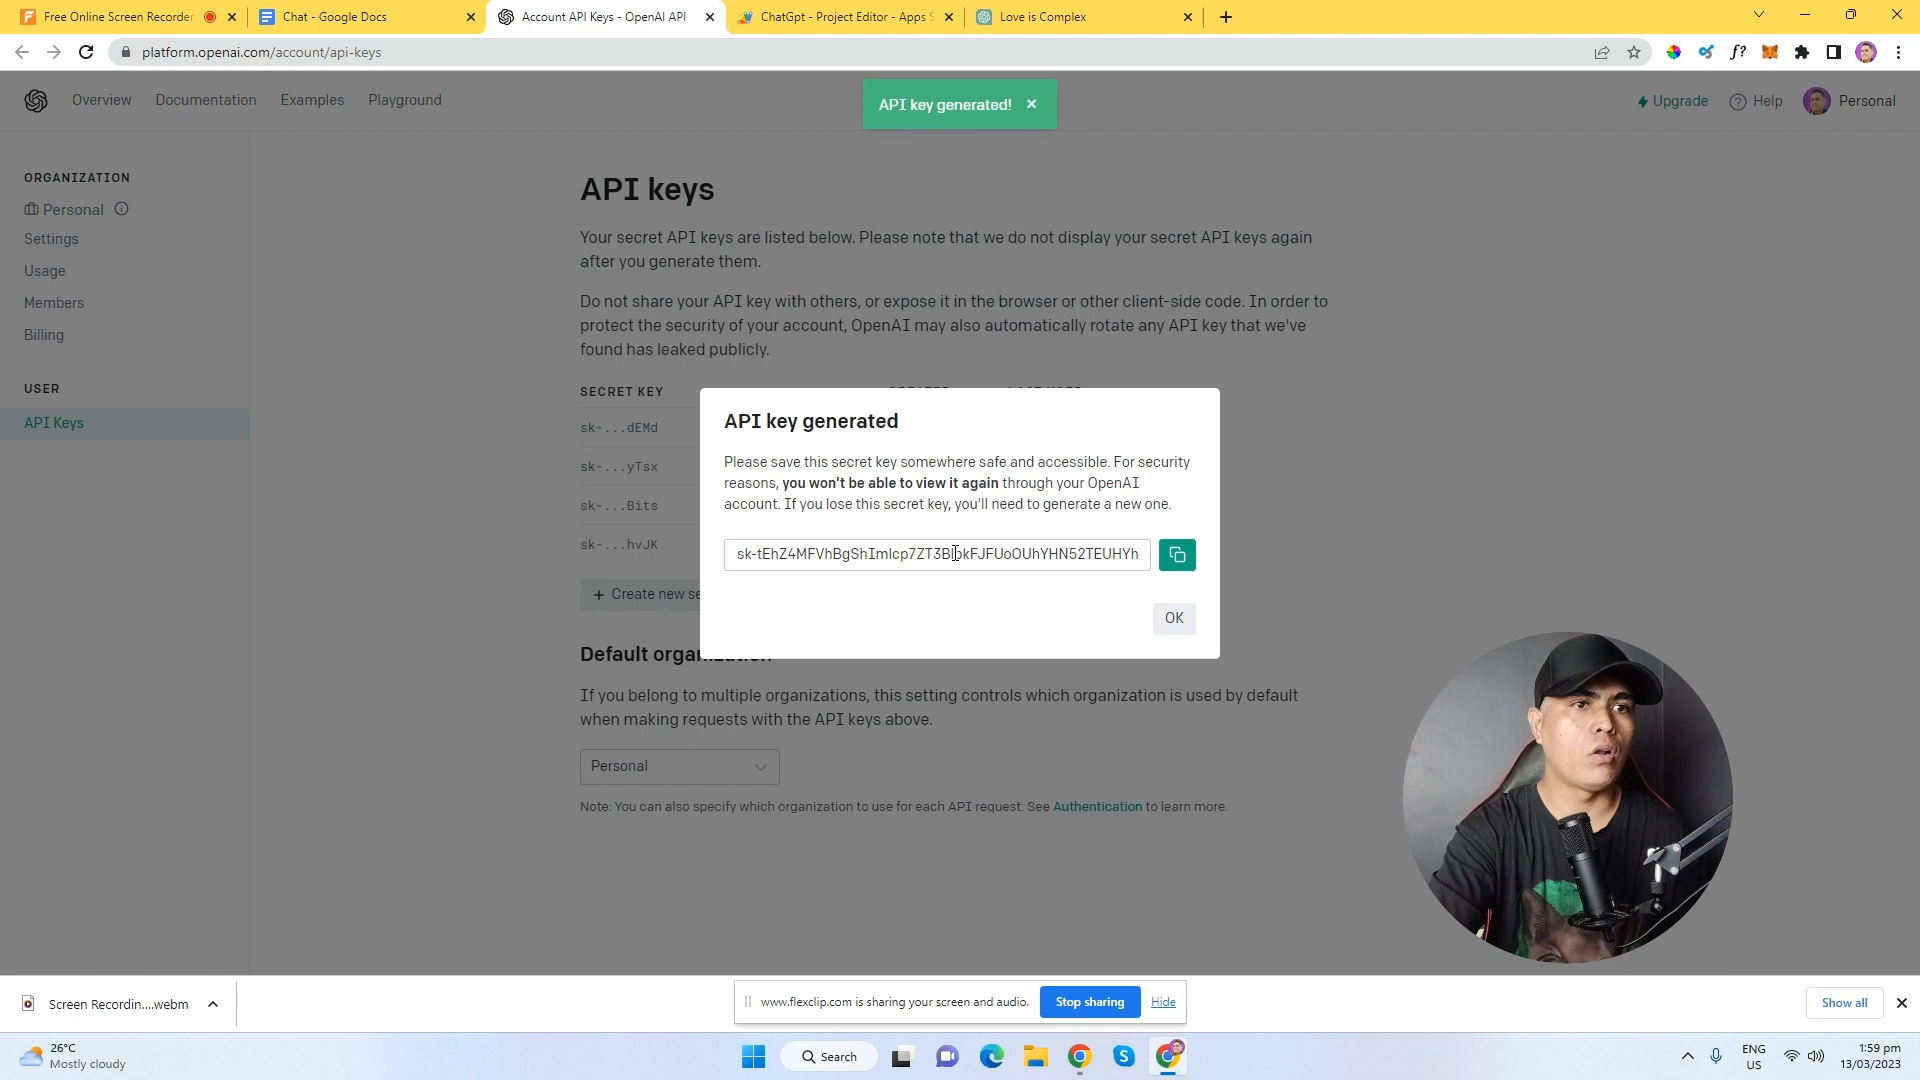 Free Online Screen Recorder
Chat - Google Docs
Account API Keys - OpenAI API
ChatGpt - Project Editor - Apps S
Love is Complex
platform.openai.com/account/api-keys
Overview
Documentation
Examples
Playground
API key generated!
Upgrade
Help
Personal
ORGANIZATION
Personal
Settings
Usage
Members
Billing
USER
API Keys
API keys
Your secret API keys are listed below. Please note that we do not display your secret API keys again
after you generate them.
Do not share your API key with others, or expose it in the browser or other client-side code. In order to
protect the security of your account, OpenAI may also automatically rotate any API key that we've
found has leaked publicly.
SECRET KEY
sk-...dEMd
sk-...yTsx
sk-...Bits
sk-...hvJK
+ Create new se
API key generated
Please save this secret key somewhere safe and accessible. For security
reasons, you won't be able to view it again through your OpenAI
account. If you lose this secret key, you'll need to generate a new one.
OK
Default
If you belong to multiple organizations, this setting controls which organization is used by default
when making requests with the API keys above.
Personal
Note: You can also specify which organization to use for each API request. See Authentication to learn more.
Screen Recordin....webm
www.flexclip.com is sharing your screen and audio.
Stop sharing
Hide
Show all
26°C
Mostly cloudy
Search
ENG
US
1:59 pm
13/03/2023